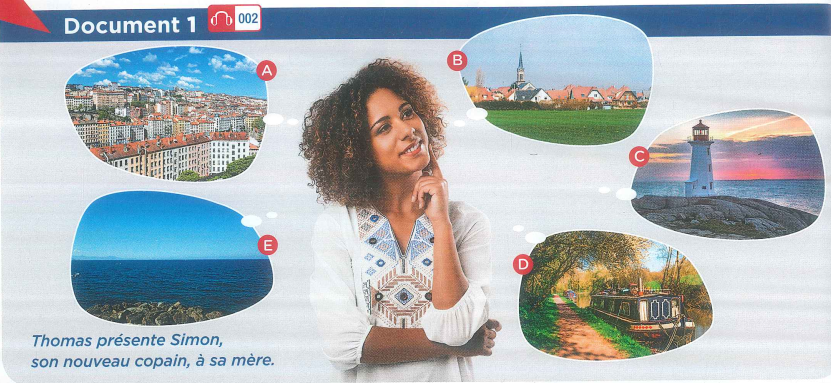 Document 1 002
A
B
C
D
E
Thomas présente Simon,
son nouveau copain, à sa mère.